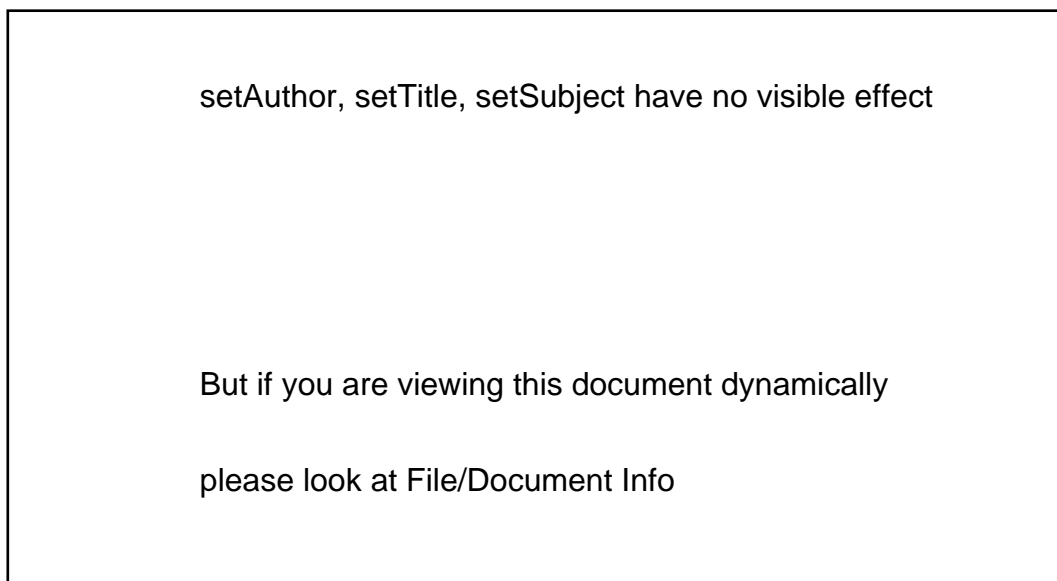 setAuthor, setTitle, setSubject have no visible effect
But if you are viewing this document dynamically
please look at File/Document Info